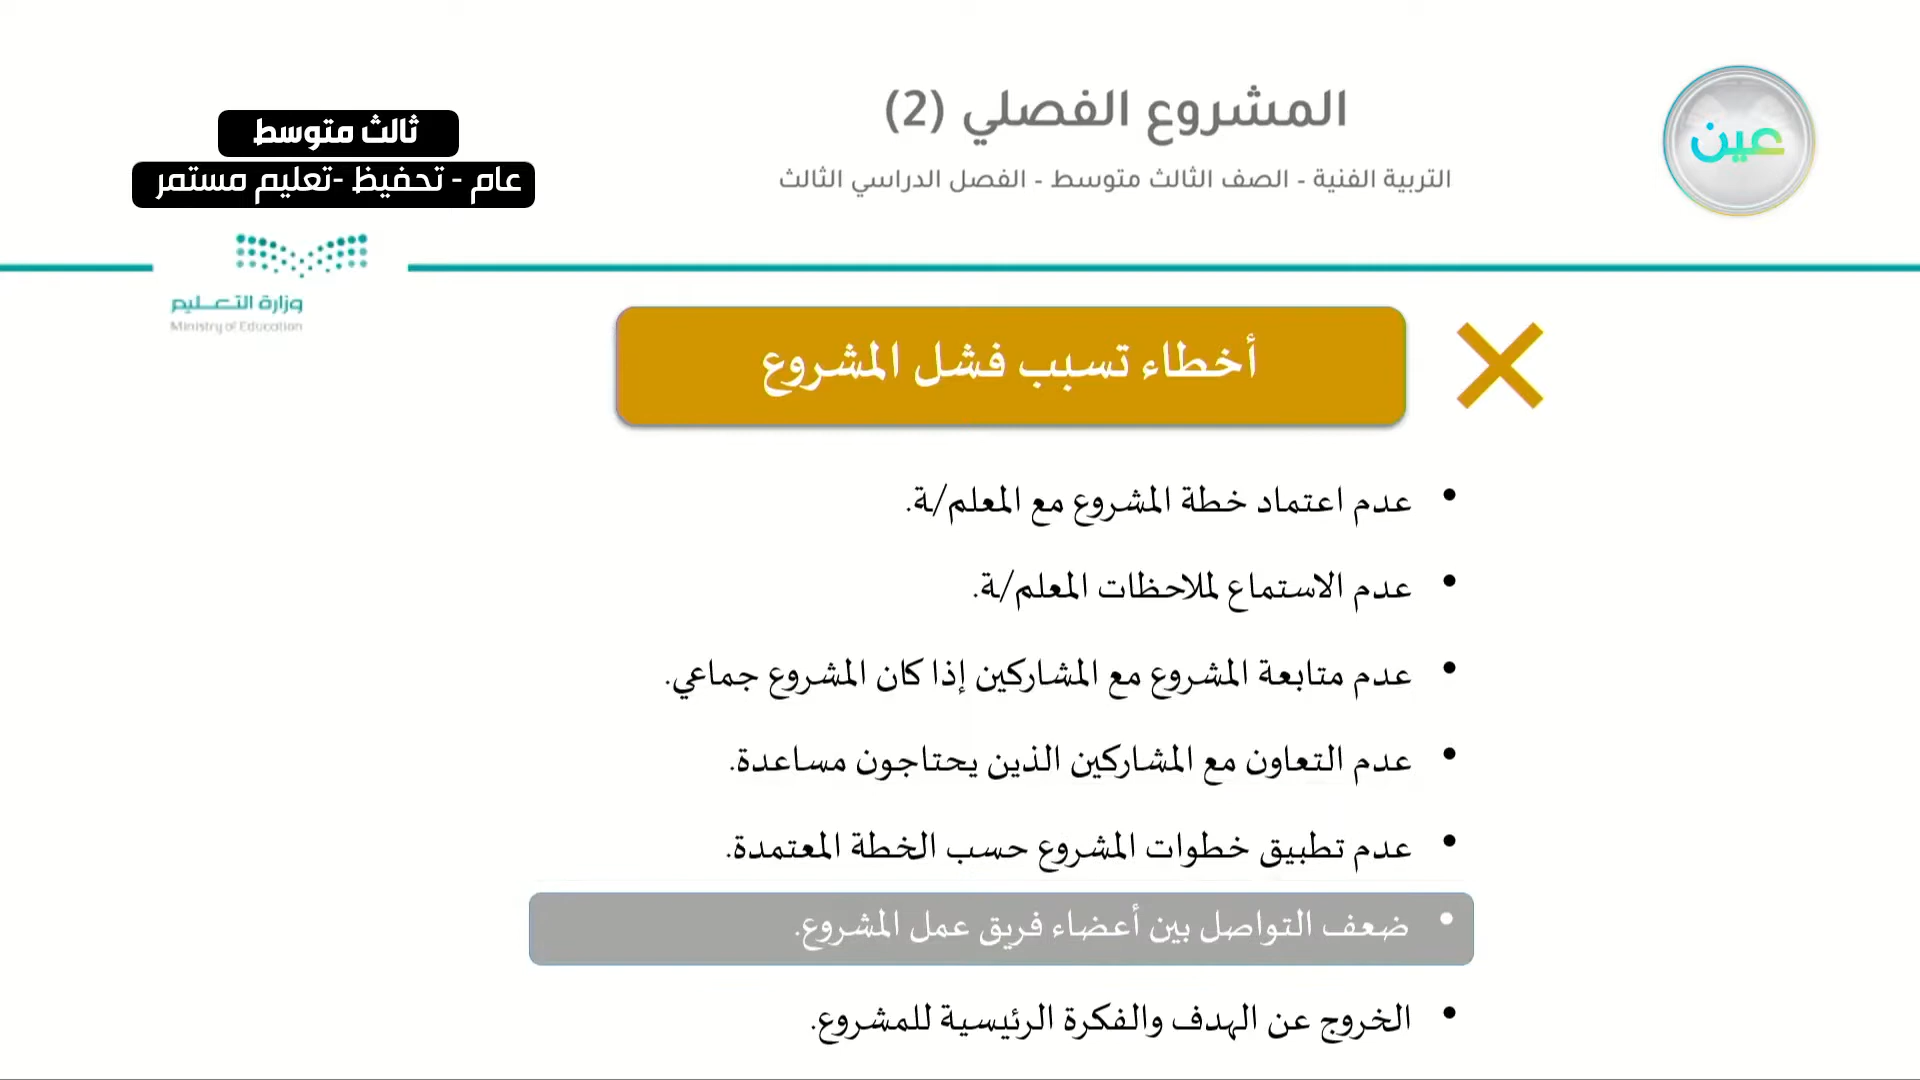 المشروع الفصلي (2)
التربية الفنية - الصف الثالث متوسط - الفصل الدراسي الثالث
عين
ثالث متوسط
عام - تحفيظ -تعليم مستمر
وزارة التعليم
Ministry of Education
أخطاء تسبب فشل المشروع
• عدم اعتماد خطة المشروع مع المعلم/ة.
• عدم الاستماع لملاحظات المعلم/ة.
• عدم متابعة المشروع مع المشاركين إذا كان المشروع جماعي.
• عدم التعاون مع المشاركين الذين يحتاجون مساعدة.
• عدم تطبيق خطوات المشروع حسب الخطة المعتمدة.
• ضعف التواصل بين أعضاء فريق عمل المشروع.
• الخروج عن الهدف والفكرة الرئيسية للمشروع.